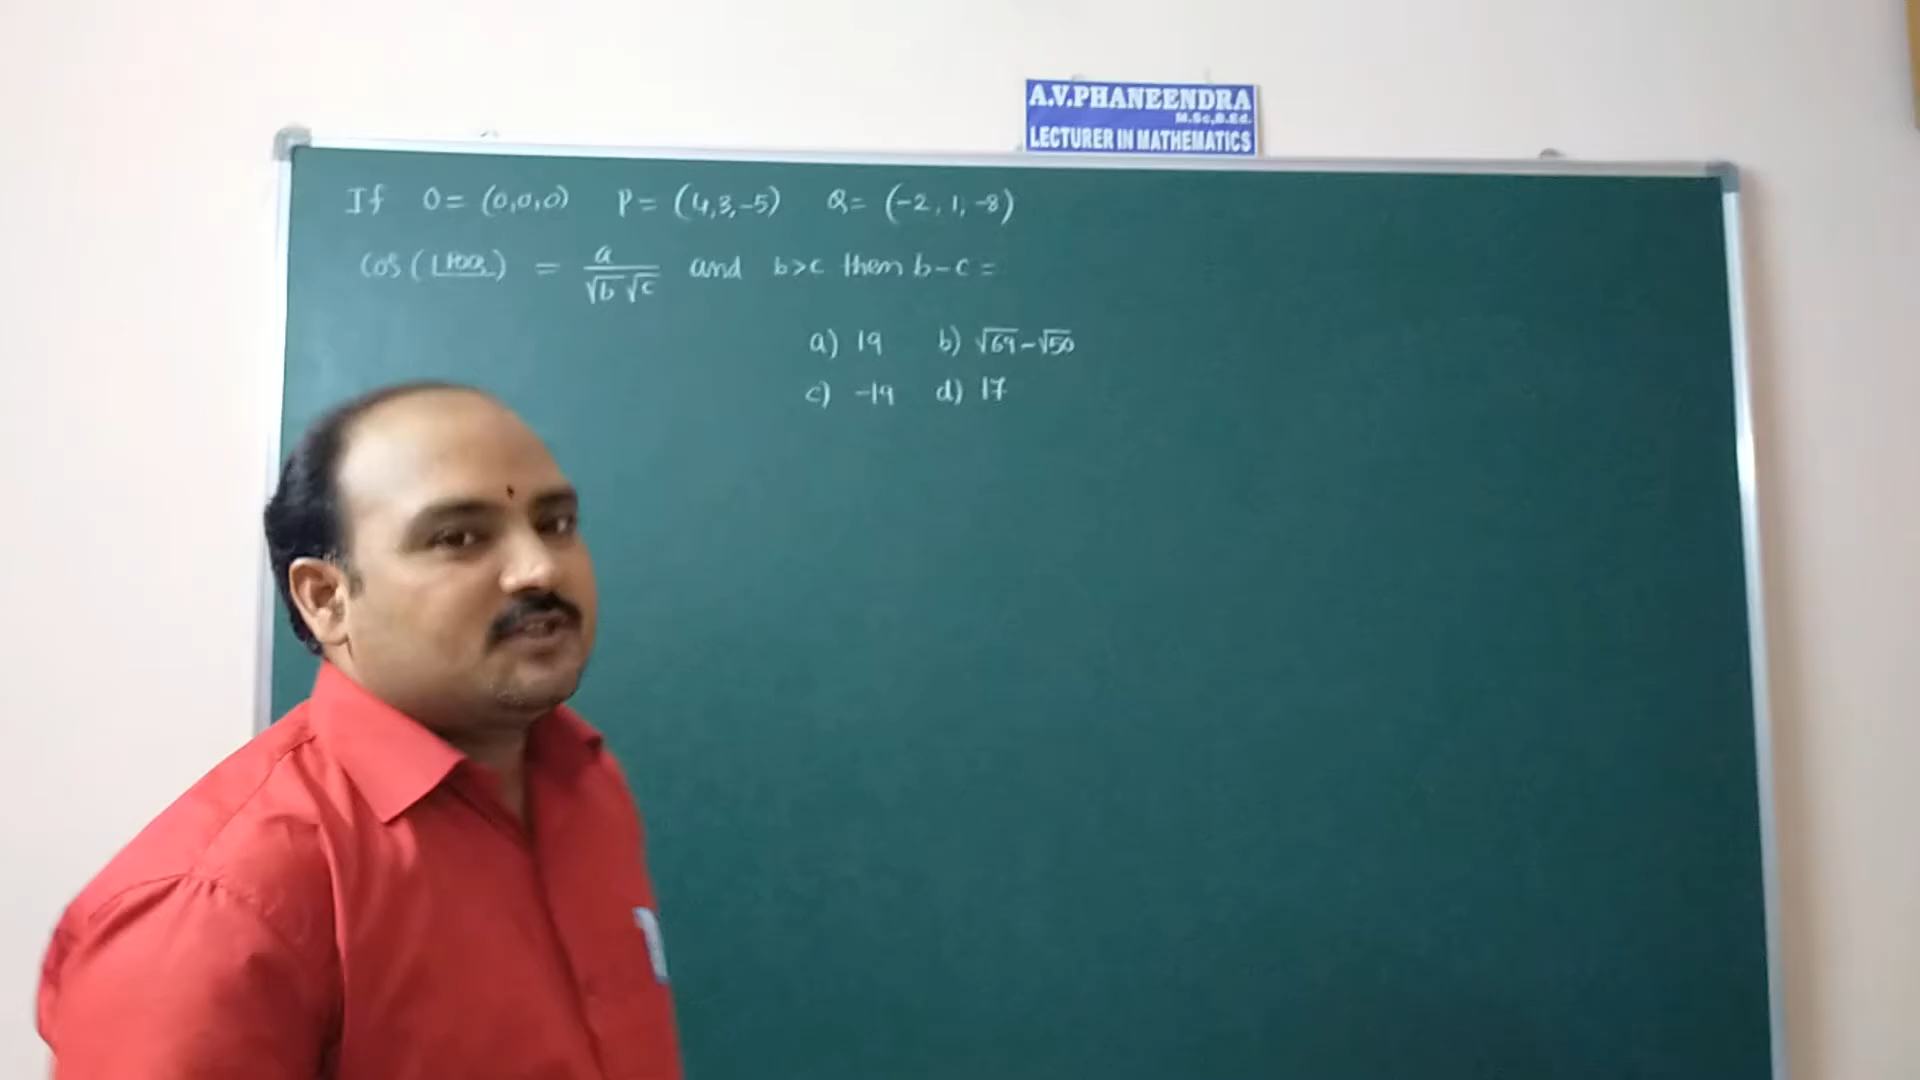 A.V.PHANEENDRA
M.Sc,B.Ed.
LECTURER IN MATHEMATICS
If O = (0,0,0) P = (4,3,-5) Q = (-2, 1, -8)
Cos (∠POQ) = a/(√b √c) and b>c then b-c =
a) 19 b) √69-√50
c) -19 d) 17